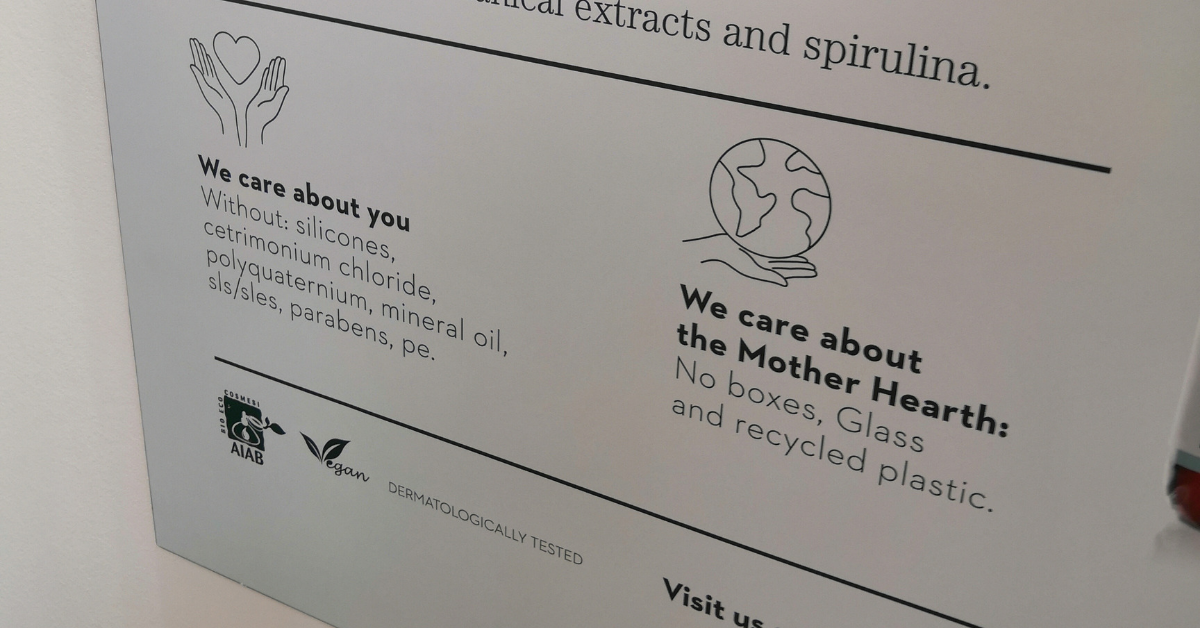 extracts and spirulina.
We care about you
Without: silicones,
cetrimonium chloride,
polyquaternium, mineral oil,
sls/sles, parabens, pe.
We care about
the Mother Hearth:
No boxes, Glass
and recycled plastic.
BIO ECO COSMESI
AIAB
Vegan
DERMATOLOGICALLY TESTED
Visit us